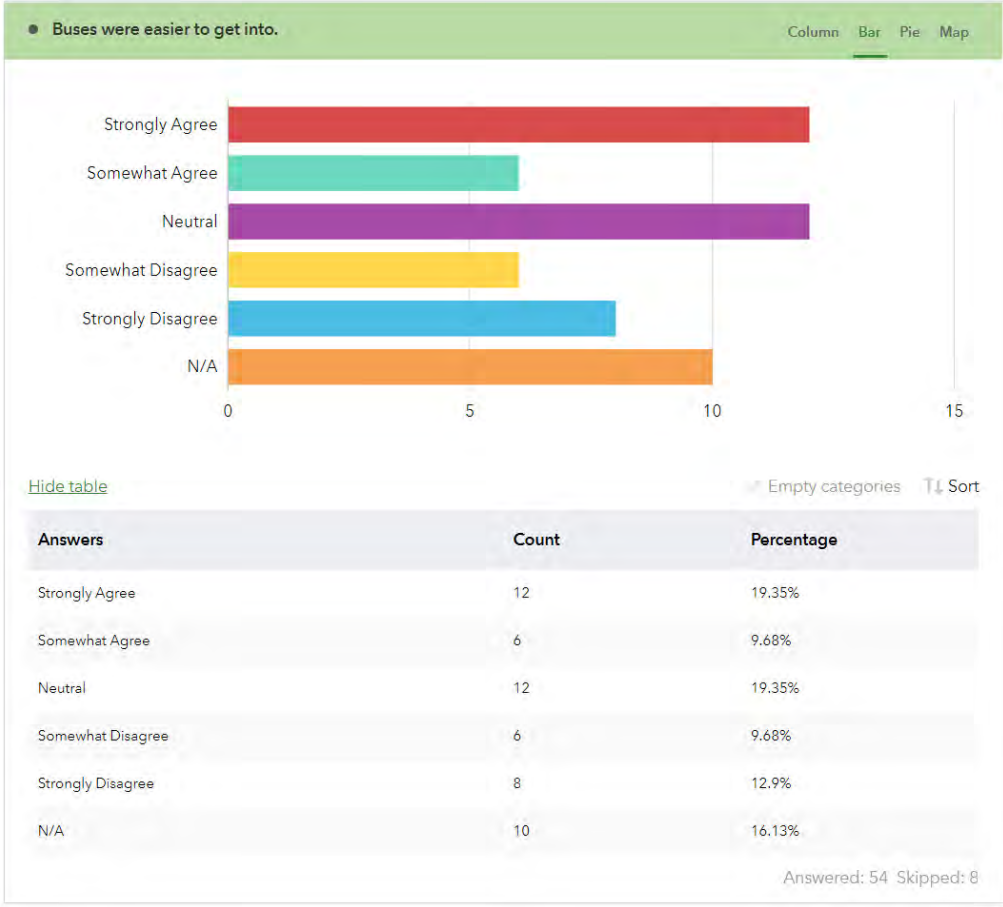 Buses were easier to get into.
Column Bar Pie Map
Strongly Agree
Somewhat Agree
Neutral
Somewhat Disagree
Strongly Disagree
N/A
0 5 10 15
Hide table
Empty categories Sort
Answers Count Percentage
Strongly Agree 12 19.35%
Somewhat Agree 6 9.68%
Neutral 12 19.35%
Somewhat Disagree 6 9.68%
Strongly Disagree 8 12.9%
N/A 10 16.13%
Answered: 54 Skipped: 8